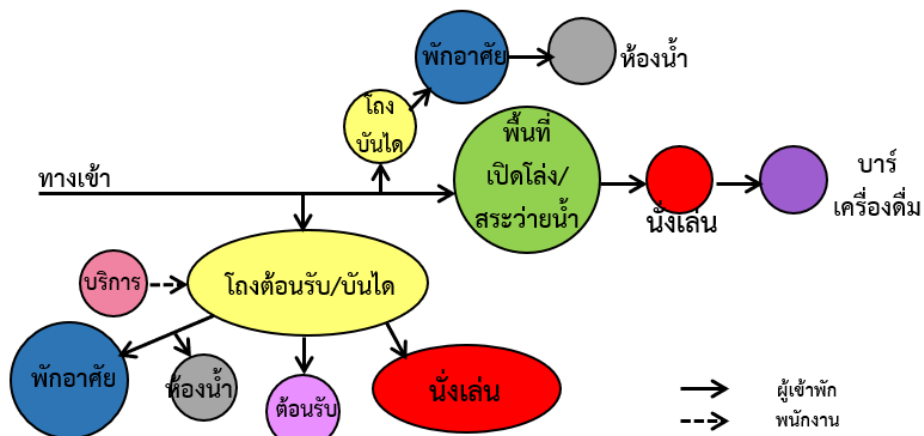 พักอาศัย
ห้องน้ำ
โถง
บันได
พื้นที่
เปิดโล่ง/
สระว่ายน้ำ
นั่งเล่น
บาร์
เครื่องดื่ม
ทางเข้า
บริการ
โถงต้อนรับ/บันได
พักอาศัย
ห้องน้ำ
ต้อนรับ
นั่งเล่น
ผู้เข้าพัก
พนักงาน